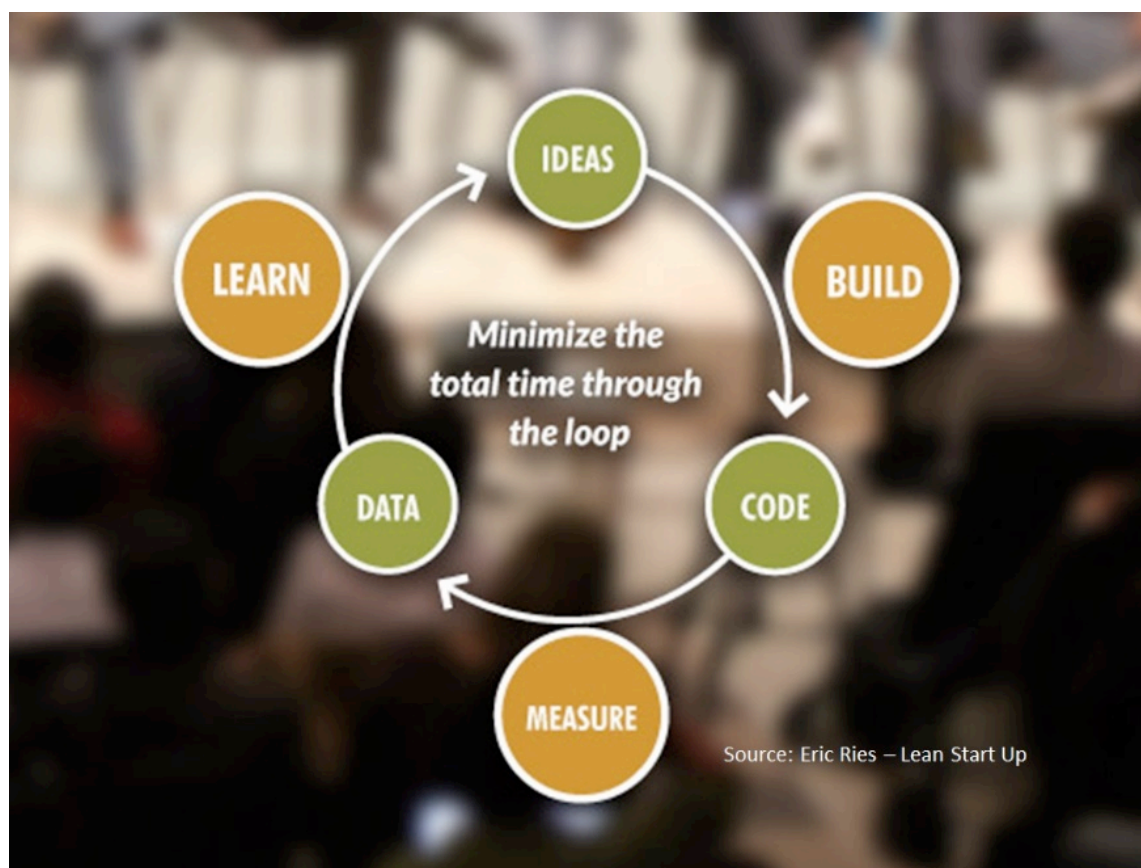 IDEAS
LEARN
BUILD
Minimize the
total time through
the loop
DATA
CODE
MEASURE
Source: Eric Ries – Lean Start Up